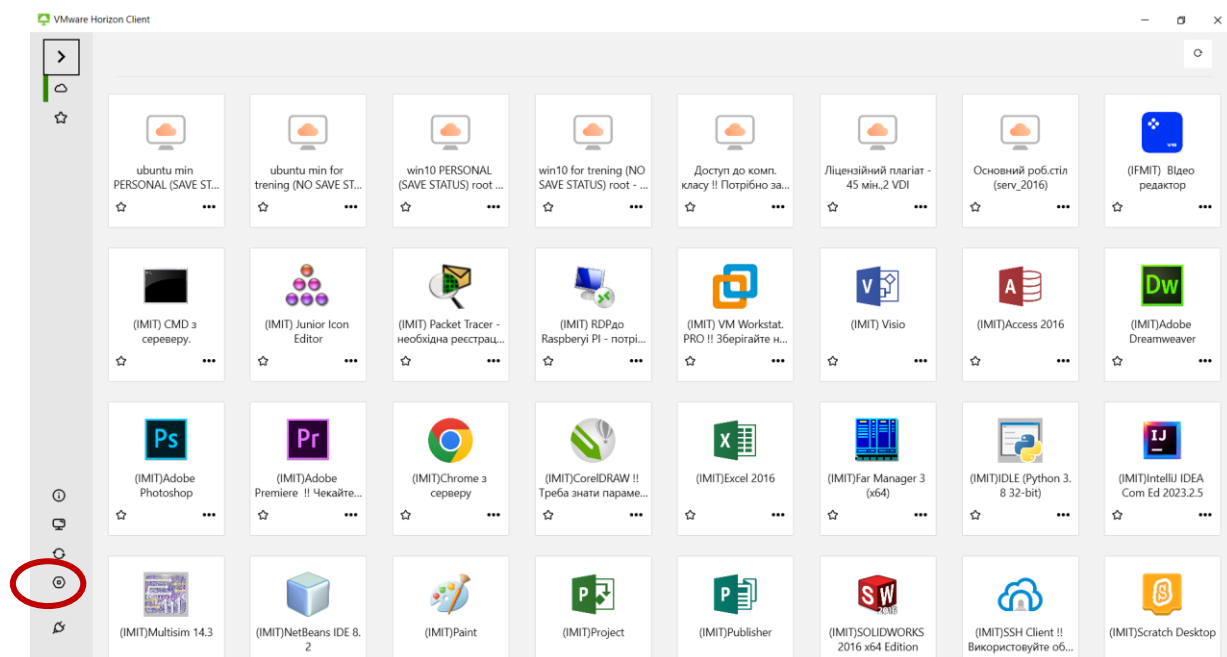 VMware Horizon Client
ubuntu min
PERSONAL (SAVE ST...
ubuntu min for
trening (NO SAVE ST...
win10 PERSONAL
(SAVE STATUS) root ...
win10 for trening (NO
SAVE STATUS) root - ...
Доступ до комп.
класу !! Потрібно за...
Ліцензійний плагіат -
45 мін.,2 VDI
Основний роб.стіл
(serv_2016)
(IFMIT) ВІдео
редактор
(IMIT) CMD з
серeверу.
(IMIT) Junior Icon
Editor
(IMIT) Packet Tracer -
необхідна реєстрац...
(IMIT) RDPдо
Raspberyi PI - потрі...
(IMIT) VM Workstat.
PRO !! Зберігайте н...
V
(IMIT) Visio
A
(IMIT)Access 2016
Dw
(IMIT)Adobe
Dreamweaver
Ps
(IMIT)Adobe
Photoshop
Pr
(IMIT)Adobe
Premiere !! Чекайте...
(IMIT)Chrome з
серверу
(IMIT)CorelDRAW !!
Треба знати параме...
X
(IMIT)Excel 2016
(IMIT)Far Manager 3
(x64)
(IMIT)IDLE (Python 3.
8 32-bit)
IJ
(IMIT)IntelliJ IDEA
Com Ed 2023.2.5
(IMIT)Multisim 14.3
(IMIT)NetBeans IDE 8.
2
(IMIT)Paint
P
(IMIT)Project
P
(IMIT)Publisher
SW
2016
(IMIT)SOLIDWORKS
2016 x64 Edition
(IMIT)SSH Client !!
Використовуйте об...
(IMIT)Scratch Desktop